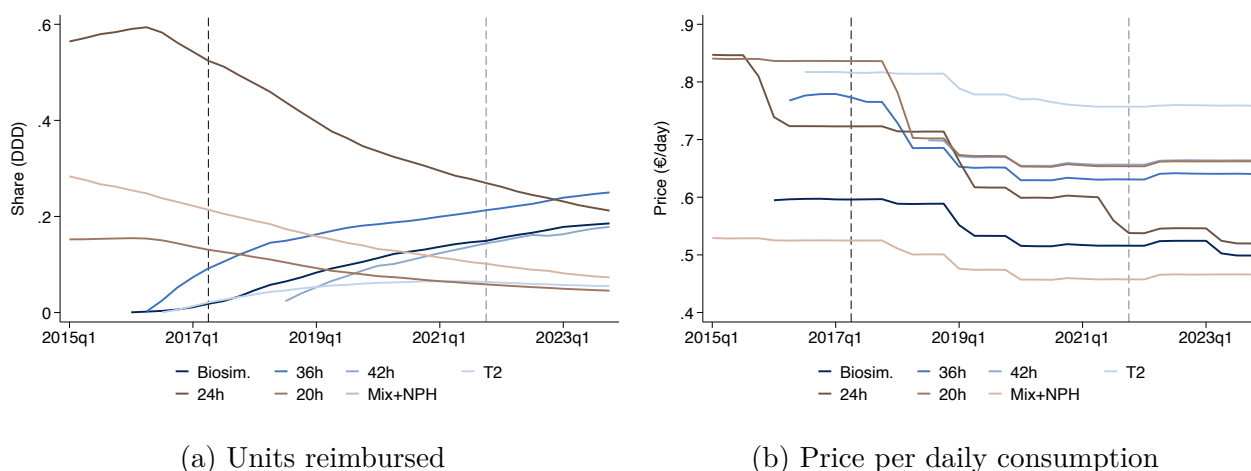 Share (DDD)
.6
.4
.2
0
2015q1 2017q1 2019q1 2021q1 2023q1
Biosim. 36h 42h T2
24h 20h Mix+NPH
(a) Units reimbursed
Price (€/day)
.9
.8
.7
.6
.5
.4
2015q1 2017q1 2019q1 2021q1 2023q1
Biosim. 36h 42h T2
24h 20h Mix+NPH
(b) Price per daily consumption